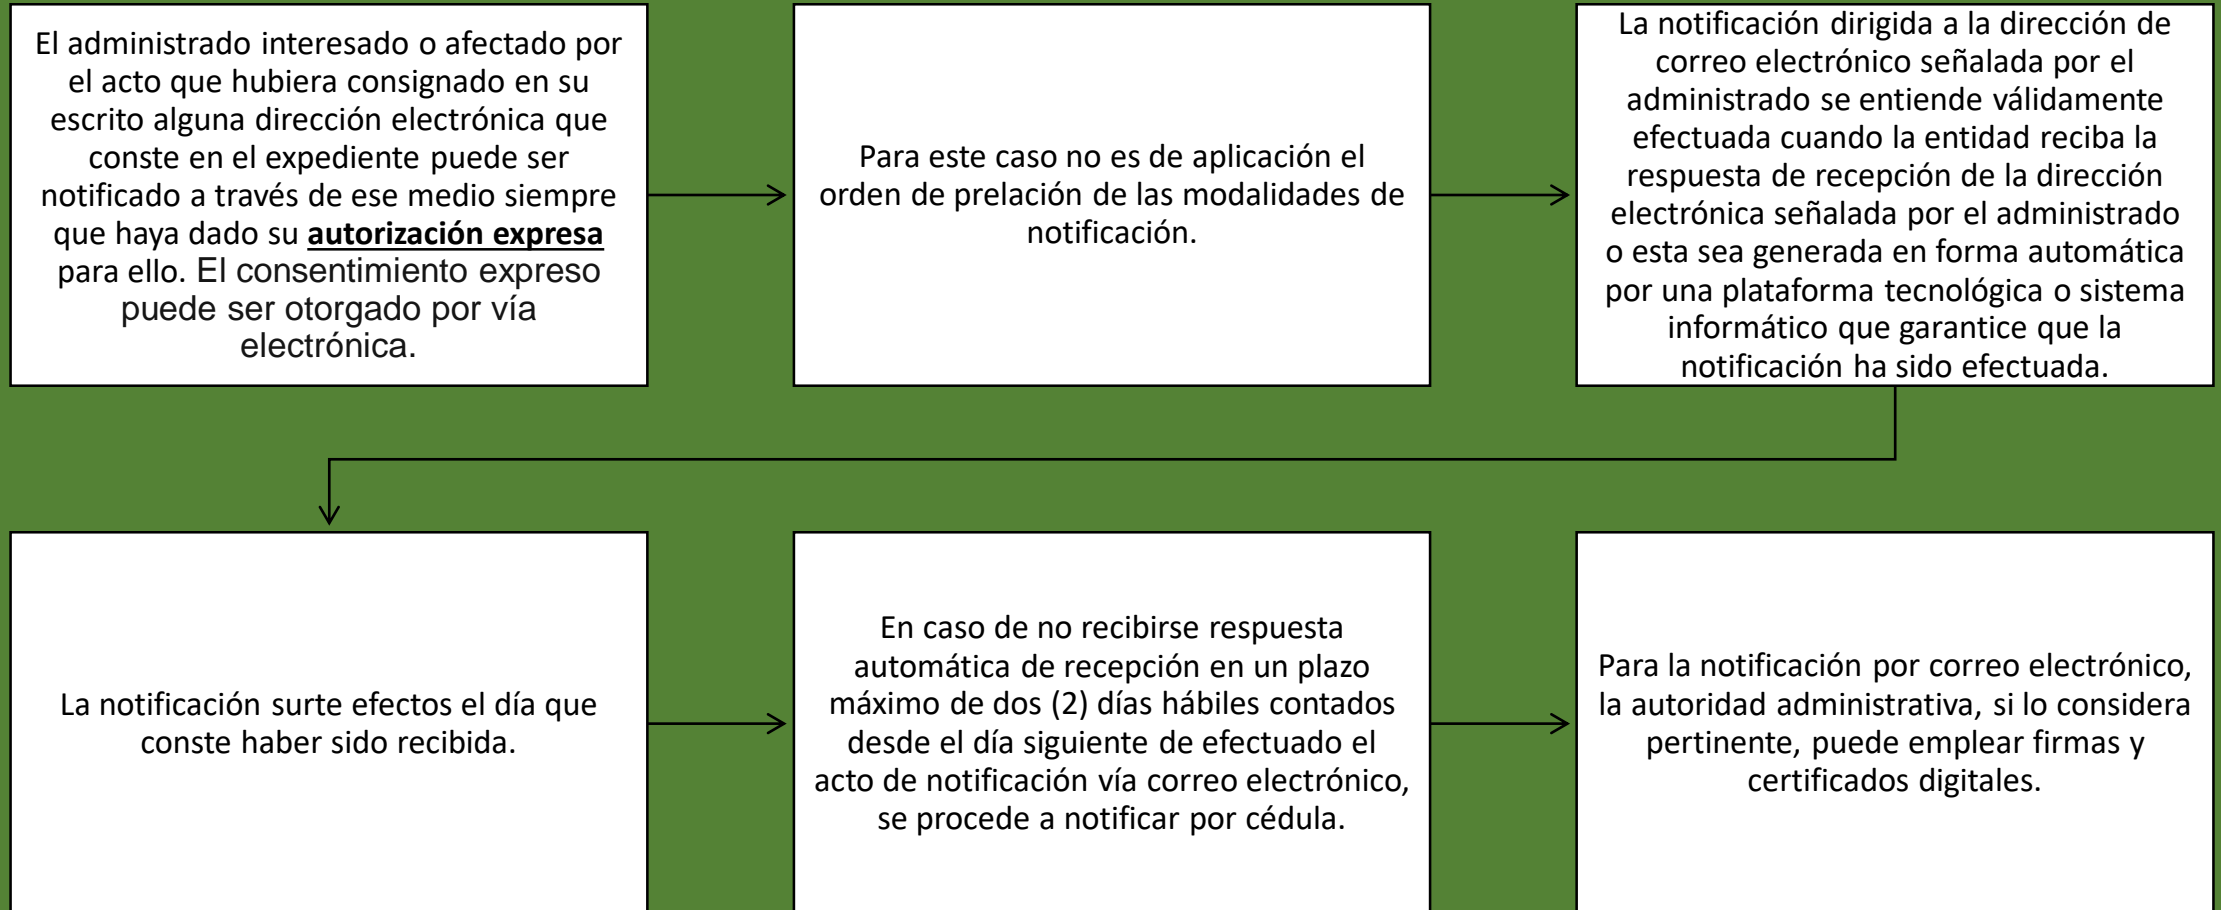 El administrado interesado o afectado por
el acto que hubiera consignado en su
escrito alguna dirección electrónica que
conste en el expediente puede ser
notificado a través de ese medio siempre
que haya dado su autorización expresa
para ello. El consentimiento expreso
puede ser otorgado por vía
electrónica.
Para este caso no es de aplicación el
orden de prelación de las modalidades de
notificación.
La notificación dirigida a la dirección de
correo electrónico señalada por el
administrado se entiende válidamente
efectuada cuando la entidad reciba la
respuesta de recepción de la dirección
electrónica señalada por el administrado
o esta sea generada en forma automática
por una plataforma tecnológica o sistema
informático que garantice que la
notificación ha sido efectuada.
La notificación surte efectos el día que
conste haber sido recibida.
En caso de no recibirse respuesta
automática de recepción en un plazo
máximo de dos (2) días hábiles contados
desde el día siguiente de efectuado el
acto de notificación vía correo electrónico,
se procede a notificar por cédula.
Para la notificación por correo electrónico,
la autoridad administrativa, si lo considera
pertinente, puede emplear firmas y
certificados digitales.